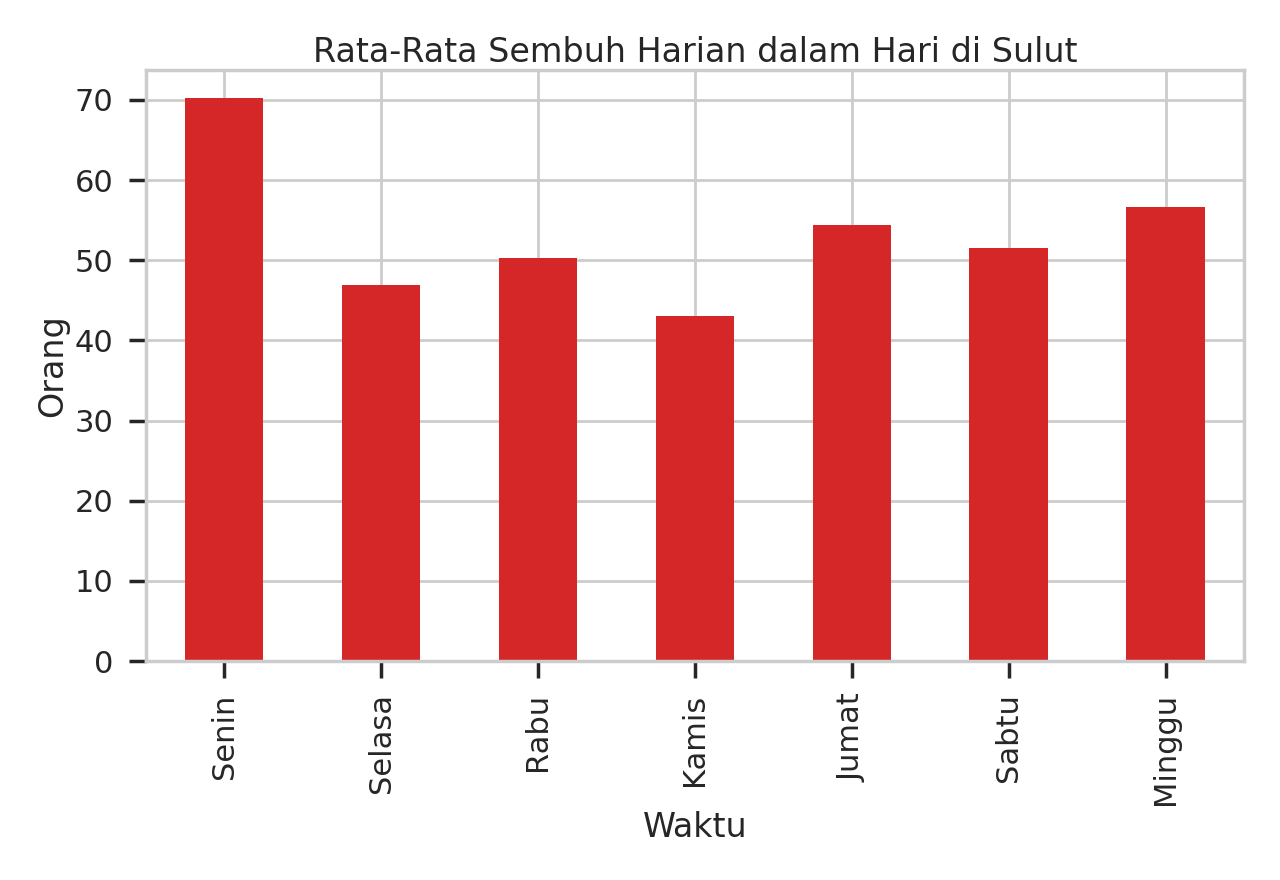 Rata-Rata Sembuh Harian dalam Hari di Sulut
70
60
50
40
30
20
10
0
Orang
Senin
Selasa
Rabu
Kamis
Jumat
Sabtu
Minggu
Waktu